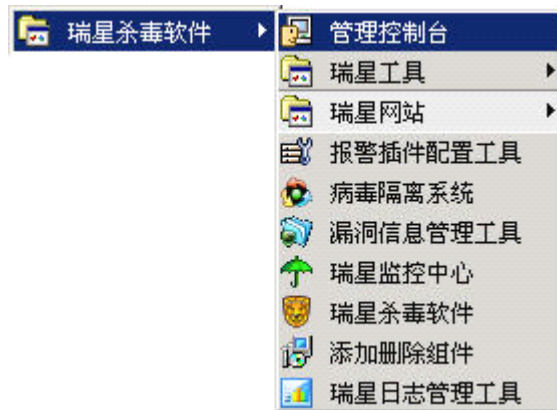 瑞星杀毒软件
管理控制台
瑞星工具
瑞星网站
报警插件配置工具
病毒隔离系统
漏洞信息管理工具
瑞星监控中心
瑞星杀毒软件
添加删除组件
瑞星日志管理工具